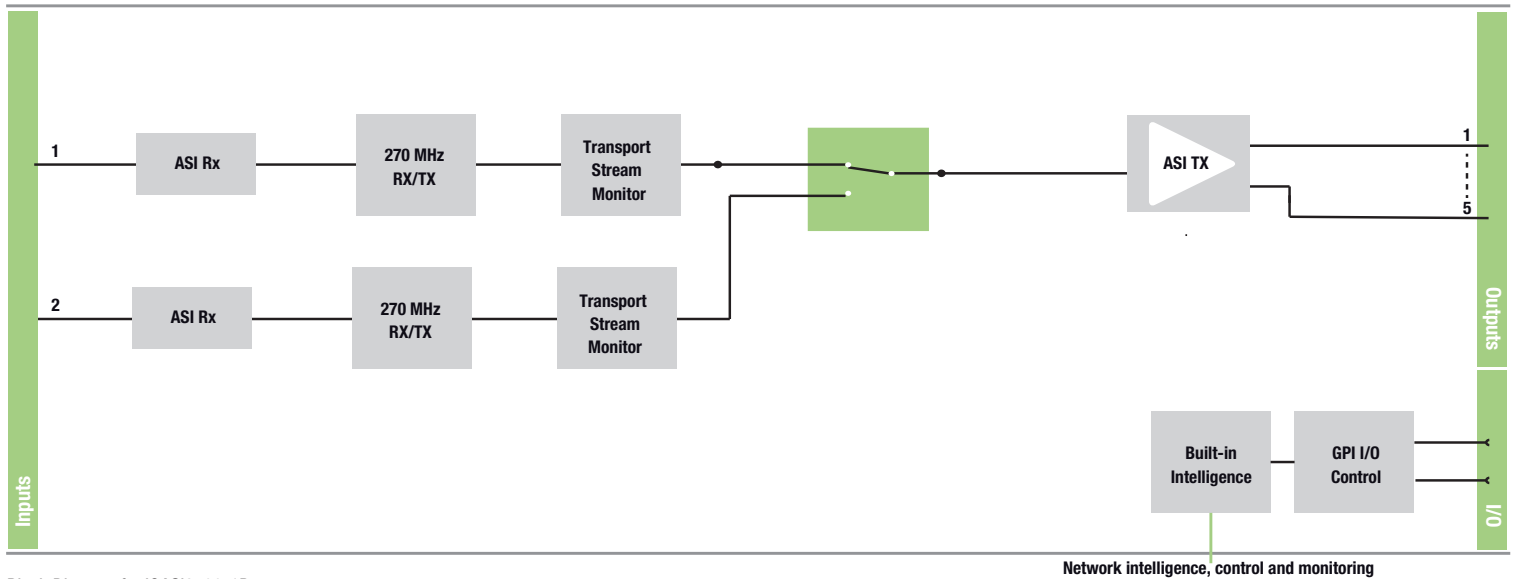 Inputs
1
ASI Rx
270 MHz
RX/TX
Transport
Stream
Monitor
ASI TX
1
5
2
ASI Rx
270 MHz
RX/TX
Transport
Stream
Monitor
Outputs
Built-in
Intelligence
GPI I/O
Control
I/O
Network intelligence, control and monitoring